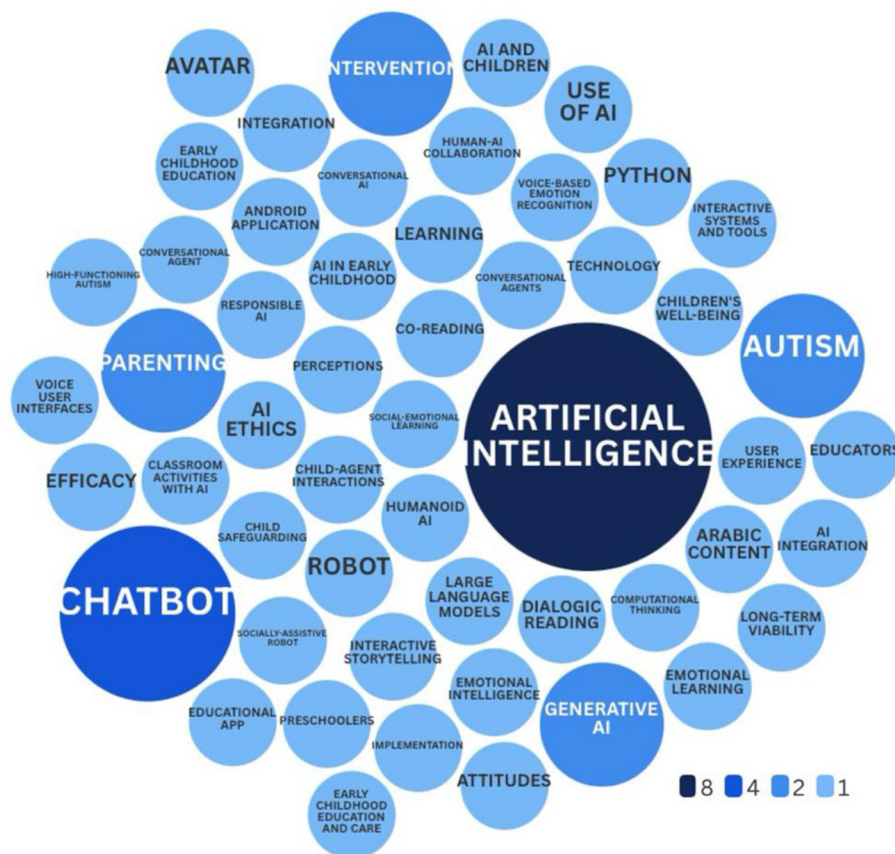 AVATAR
INTERVENTION
AI AND
CHILDREN
USE
OF AI
INTEGRATION
EARLY
CHILDHOOD
EDUCATION
CONVERSATIONAL
AI
HUMAN-AI
COLLABORATION
VOICE-BASED
EMOTION
RECOGNITION
PYTHON
INTERACTIVE
SYSTEMS
AND TOOLS
ANDROID
APPLICATION
LEARNING
CONVERSATIONAL
AGENT
HIGH-FUNCTIONING
AUTISM
AI IN EARLY
CHILDHOOD
CONVERSATIONAL
AGENTS
TECHNOLOGY
RESPONSIBLE
AI
CHILDREN'S
WELL-BEING
CO-READING
PARENTING
PERCEPTIONS
AUTISM
VOICE
USER
INTERFACES
AI
ETHICS
SOCIAL-EMOTIONAL
LEARNING
ARTIFICIAL
INTELLIGENCE
USER
EXPERIENCE
EDUCATORS
EFFICACY
CLASSROOM
ACTIVITIES
WITH AI
CHILD-AGENT
INTERACTIONS
HUMANOID
AI
CHILD
SAFEGUARDING
ARABIC
CONTENT
AI
INTEGRATION
CHATBOT
ROBOT
LARGE
LANGUAGE
MODELS
DIALOGIC
READING
COMPUTATIONAL
THINKING
LONG-TERM
VIABILITY
SOCIALLY-ASSISTIVE
ROBOT
INTERACTIVE
STORYTELLING
EMOTIONAL
INTELLIGENCE
GENERATIVE
AI
EMOTIONAL
LEARNING
EDUCATIONAL
APP
PRESCHOOLERS
IMPLEMENTATION
ATTITUDES
EARLY
CHILDHOOD
EDUCATION
AND CARE
8 4 2 1